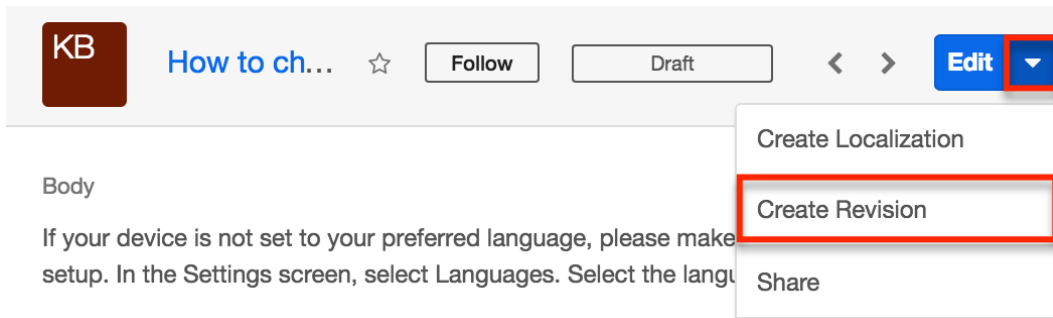 KB
How to ch...
Follow
Draft
Edit
Create Localization
Create Revision
Share
Body
If your device is not set to your preferred language, please make
setup. In the Settings screen, select Languages. Select the